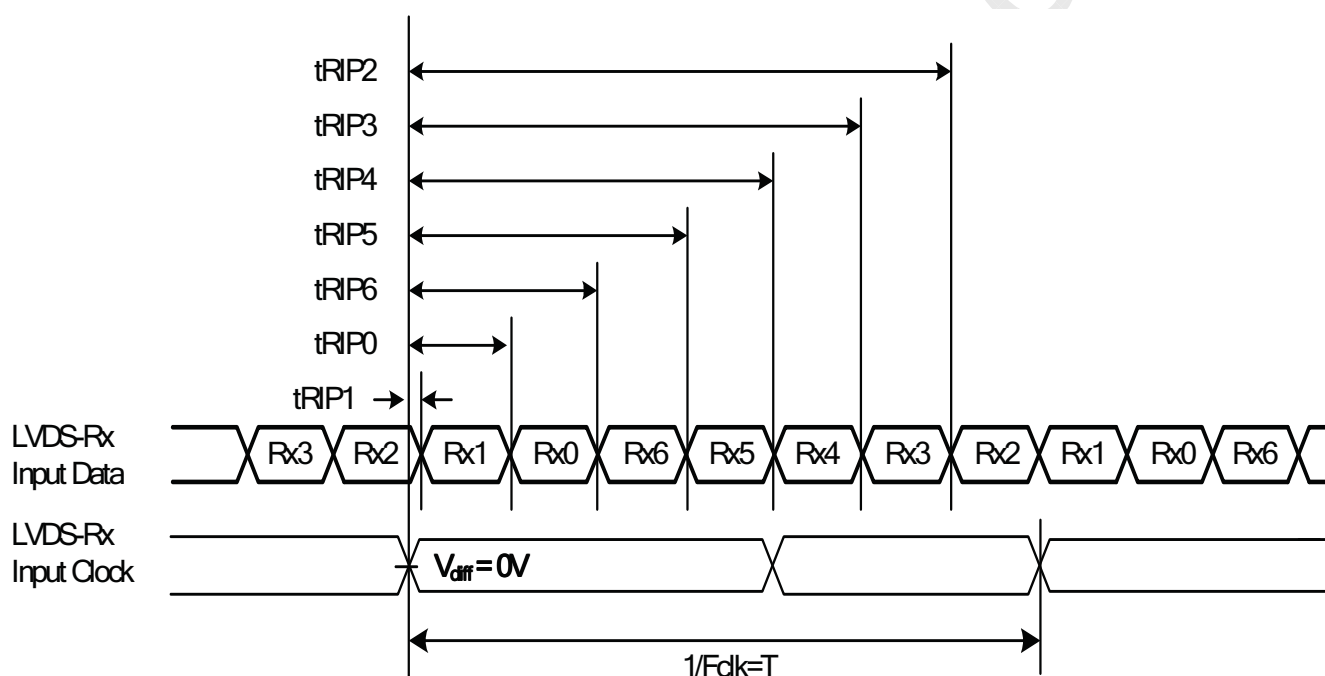 tRIP2
tRIP3
tRIP4
tRIP5
tRIP6
tRIP0
tRIP1
LVDS-Rx
Input Data
Rx3 Rx2 Rx1 Rx0 Rx6 Rx5 Rx4 Rx3 Rx2 Rx1 Rx0 Rx6
LVDS-Rx
Input Clock
Vdiff = 0V
1/Fclk=T